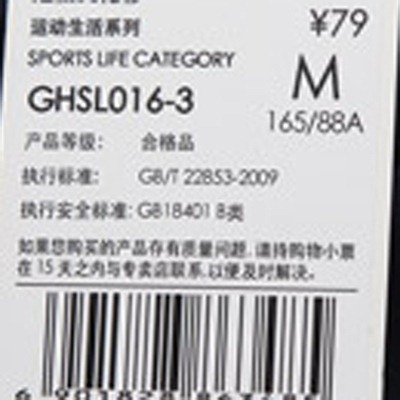 运动生活系列
¥79
SPORTS LIFE CATEGORY
M
GHSL016-3
165/88A
产品等级: 合格品
执行标准: GB/T 22853-2009
执行安全标准: GB18401 B类
如果您购买的产品存有质量问题, 请持购物小票
在 15 天之内与专卖店联系,以便及时解决。